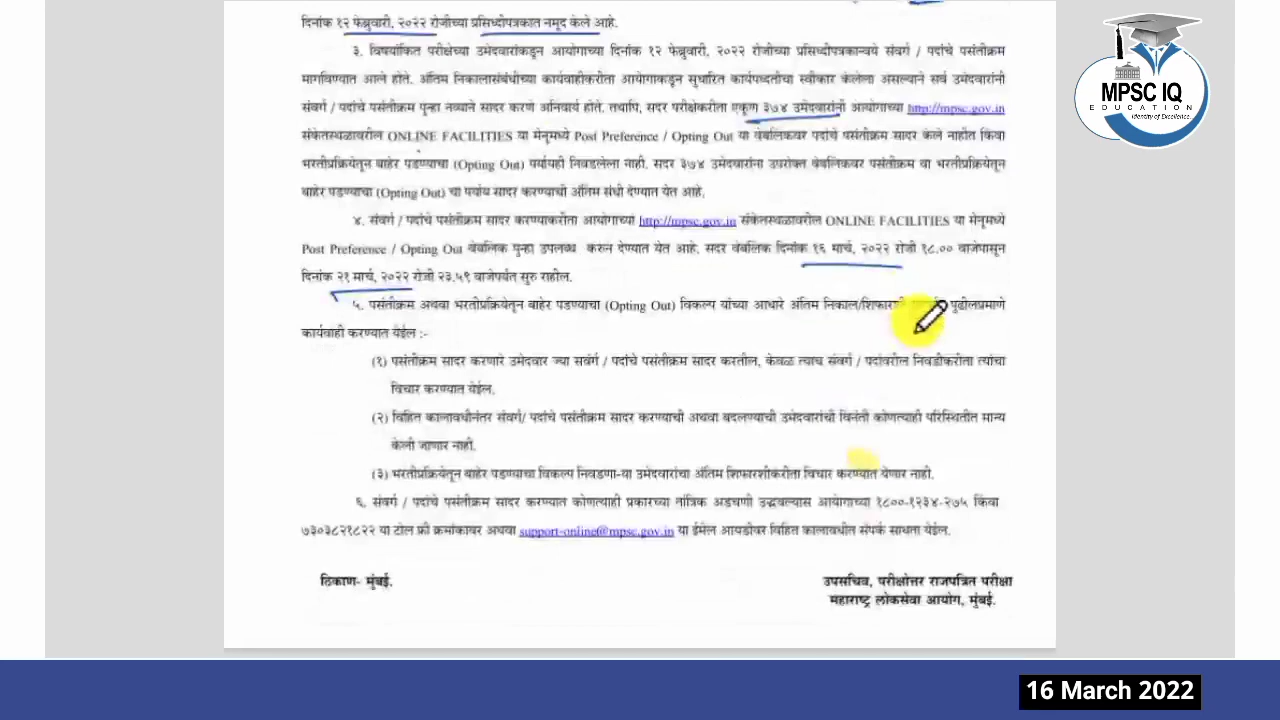 दिनांक १२ फेब्रुवारी, २०२२ रोजीच्या प्रसिध्दीपत्रकात नमूद केले आहे.
३. विषयांकित परीक्षेच्या उमेदवारांकडून आयोगाच्या दिनांक १२ फेब्रुवारी, २०२२ रोजीच्या प्रसिध्दीपत्रकान्वये संवर्ग / पदांचे पसंतीक्रम
मागविण्यात आले होते. अंतिम निकालासंबंधीच्या कार्यवाहीकरीता आयोगाकडून सुधारित कार्यपध्दतीचा स्वीकार केलेला असल्याने सर्व उमेदवारांनी
संवर्ग / पदांचे पसंतीक्रम पुन्हा नव्याने सादर करणे अनिवार्य होते. तथापि, सदर परीक्षेकरीता एकूण ३७४ उमेदवारांनी आयोगाच्या http://mpsc.gov.in
संकेतस्थळावरील ONLINE FACILITIES या मेनूमध्ये Post Preference / Opting Out या वेबलिंकवर पदांचे पसंतीक्रम सादर केले नाहीत किंवा
भरतीप्रक्रियेतून बाहेर पडण्याचा (Opting Out) पर्यायही निवडलेला नाही. सदर ३७४ उमेदवारांना उपरोक्त वेबलिंकवर पसंतीक्रम वा भरतीप्रक्रियेतून
बाहेर पडण्याचा (Opting Out) चा पर्याय सादर करण्याची अंतिम संधी देण्यात येत आहे.
४. संवर्ग / पदांचे पसंतीक्रम सादर करण्याकरीता आयोगाच्या http://mpsc.gov.in संकेतस्थळावरील ONLINE FACILITIES या मेनूमध्ये
Post Preference / Opting Out वेबलिंक पुन्हा उपलब्ध करुन देण्यात येत आहे. सदर वेबलिंक दिनांक १६ मार्च, २०२२ रोजी १८.०० वाजेपासून
दिनांक २१ मार्च, २०२२ रोजी २३.५९ वाजेपर्यंत सुरु राहील.
५. पसंतीक्रम अथवा भरतीप्रक्रियेतून बाहेर पडण्याचा (Opting Out) विकल्प यांच्या आधारे अंतिम निकाल/शिफारशी पुढीलप्रमाणे
कार्यवाही करण्यात येईल :-
(१) पसंतीक्रम सादर करणारे उमेदवार ज्या संवर्ग / पदांचे पसंतीक्रम सादर करतील, केवळ त्याच संवर्ग / पदांवरील निवडीकरीता त्यांचा
विचार करण्यात येईल.
(२) विहित कालावधीनंतर संवर्ग/ पदांचे पसंतीक्रम सादर करण्याची अथवा बदलण्याची उमेदवारांची विनंती कोणत्याही परिस्थितीत मान्य
केली जाणार नाही.
(३) भरतीप्रक्रियेतून बाहेर पडण्याचा विकल्प निवडणा-या उमेदवारांचा अंतिम शिफारशीकरीता विचार करण्यात येणार नाही.
६. संवर्ग / पदांचे पसंतीक्रम सादर करण्यात कोणत्याही प्रकारच्या तांत्रिक अडचणी उद्भवल्यास आयोगाच्या १८००-१२३४-२७५ किंवा
७३०३८२१८२२ या टोल फ्री क्रमांकावर अथवा support-online@mpsc.gov.in या ईमेल आयडीवर विहित कालावधीत संपर्क साधता येईल.
ठिकाण- मुंबई.
उपसचिव, परीक्षोत्तर राजपत्रित परीक्षा
महाराष्ट्र लोकसेवा आयोग, मुंबई.
MPSC IQ
EDUCATION
Identity of Excellence.
16 March 2022